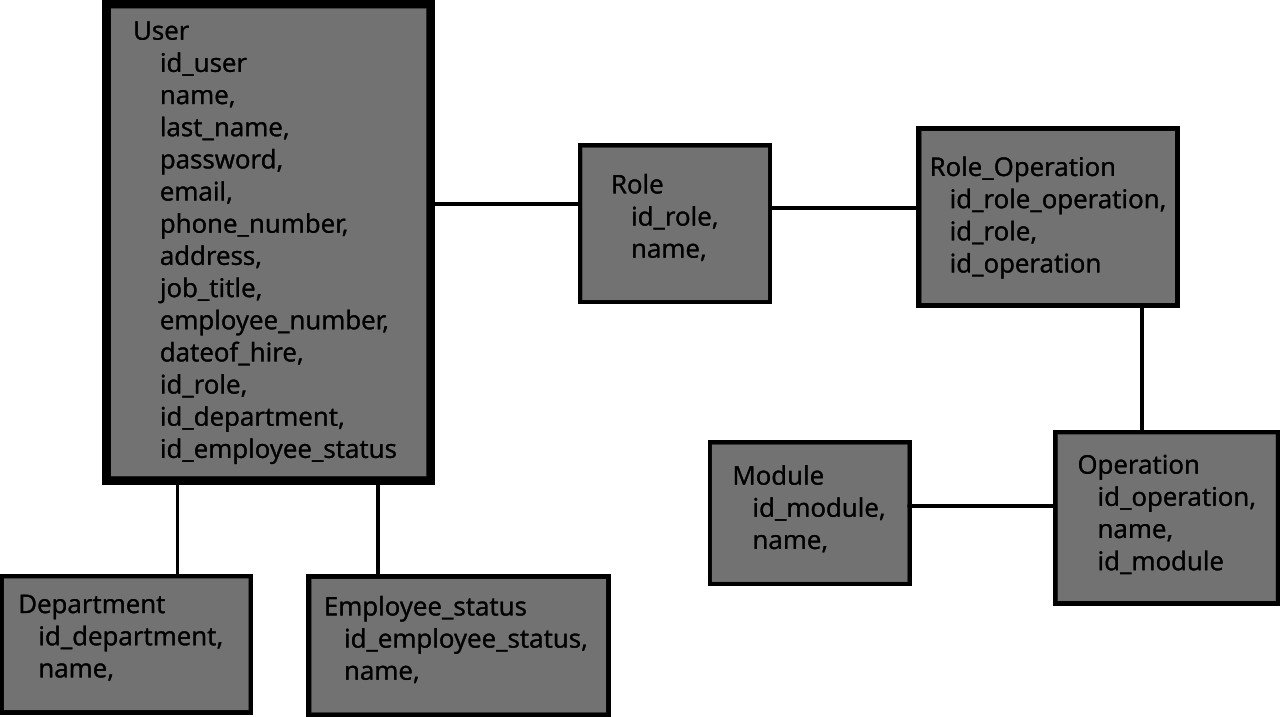 User
id_user
name,
last_name,
password,
email,
phone_number,
address,
job_title,
employee_number,
dateof_hire,
id_role,
id_department,
id_employee_status
Role
id_role,
name,
Role_Operation
id_role_operation,
id_role,
id_operation
Module
id_module,
name,
Operation
id_operation,
name,
id_module
Department
id_department,
name,
Employee_status
id_employee_status,
name,